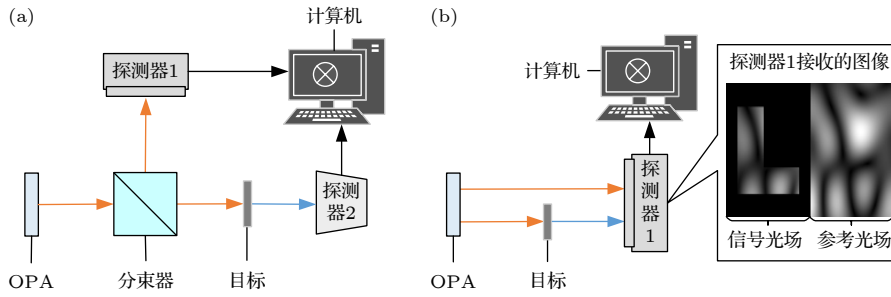 (a)
计算机
探测器1
探测器2
OPA
分束器
目标
(b)
计算机
探测器1
OPA
目标
探测器1接收的图像
信号光场
参考光场